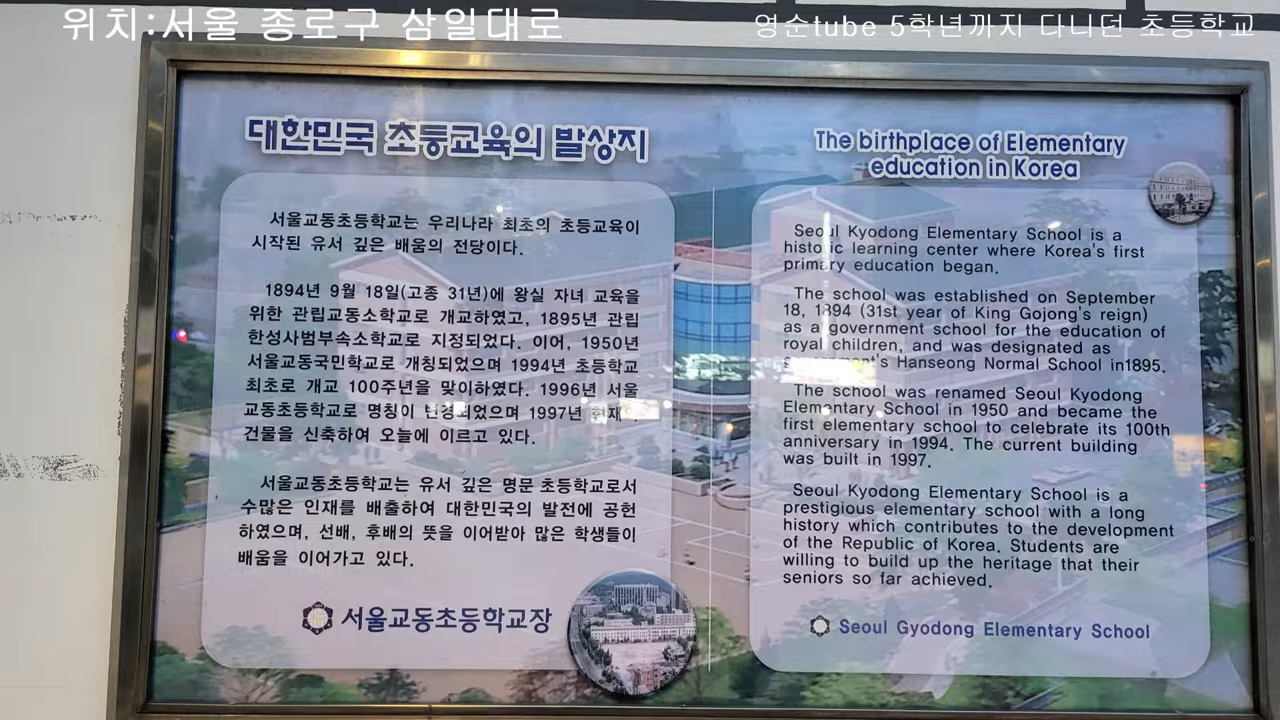 위치:서울 종로구 삼일대로
영순tube 5학년까지 다니던 초등학교
대한민국 초등교육의 발상지
서울교동초등학교는 우리나라 최초의 초등교육이
시작된 유서 깊은 배움의 전당이다.
1894년 9월 18일(고종 31년)에 왕실 자녀 교육을
위한 관립교동소학교로 개교하였고, 1895년 관립
한성사범부속소학교로 지정되었다. 이어, 1950년
서울교동국민학교로 개칭되었으며 1994년 초등학교
최초로 개교 100주년을 맞이하였다. 1996년 서울
교동초등학교로 명칭이 변경되었으며 1997년 현재의
건물을 신축하여 오늘에 이르고 있다.
서울교동초등학교는 유서 깊은 명문 초등학교로서
수많은 인재를 배출하여 대한민국의 발전에 공헌
하였으며, 선배, 후배의 뜻을 이어받아 많은 학생들이
배움을 이어가고 있다.
서울교동초등학교장
The birthplace of Elementary
education in Korea
Seoul Kyodong Elementary School is a
historic learning center where Korea's first
primary education began.
The school was established on September
18, 1894 (31st year of King Gojong's reign)
as a government school for the education of
royal children, and was designated as
government's Hanseong Normal School in1895.
The school was renamed Seoul Kyodong
Elementary School in 1950 and became the
first elementary school to celebrate its 100th
anniversary in 1994. The current building
was built in 1997.
Seoul Kyodong Elementary School is a
prestigious elementary school with a long
history which contributes to the development
of the Republic of Korea. Students are
willing to build up the heritage that their
seniors so far achieved.
Seoul Gyodong Elementary School